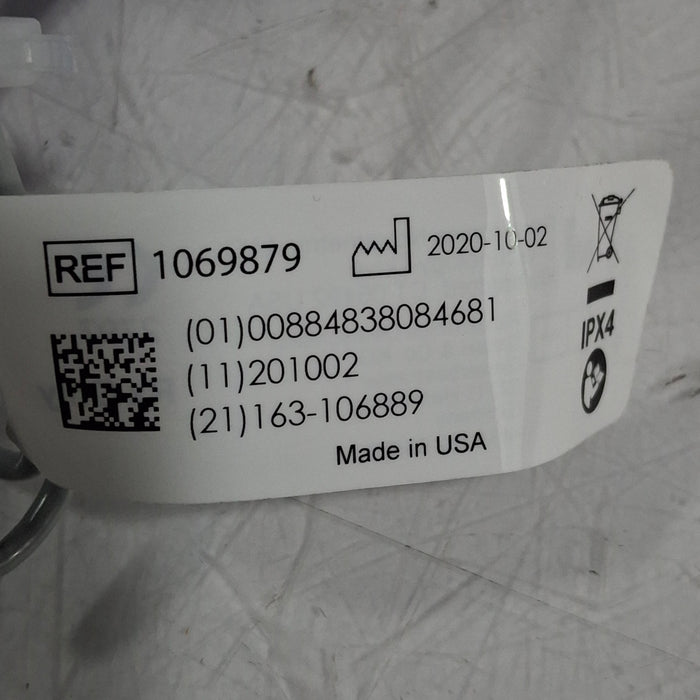 REF 1069879 2020-10-02
(01)00884838084681
(11)201002
(21)163-106889
Made in USA
IPX4